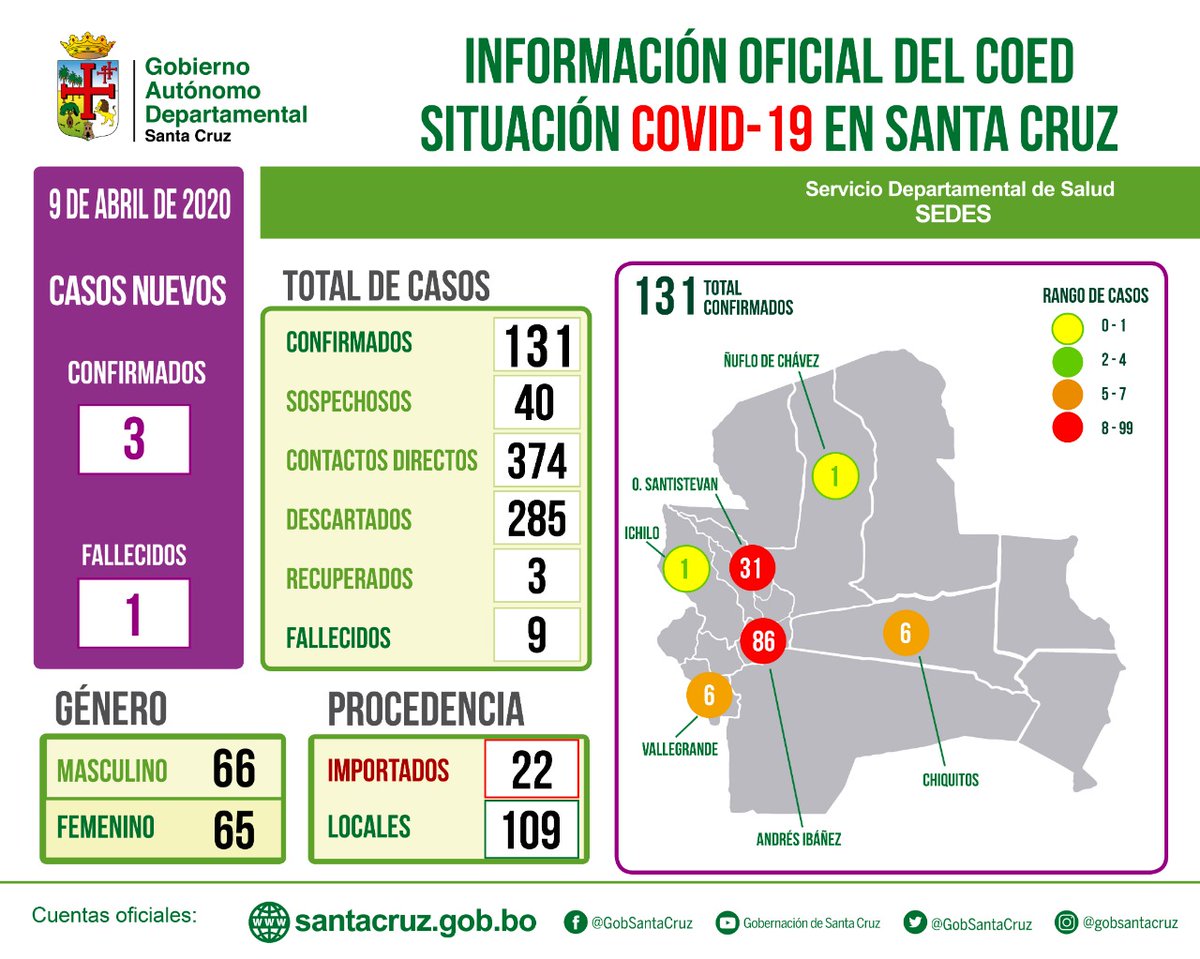 Gobierno
Autónomo
Departamental
Santa Cruz
INFORMACIÓN OFICIAL DEL COED
SITUACIÓN COVID-19 EN SANTA CRUZ
Servicio Departamental de Salud
SEDES
9 DE ABRIL DE 2020
CASOS NUEVOS
CONFIRMADOS
3
FALLECIDOS
1
TOTAL DE CASOS
CONFIRMADOS 131
SOSPECHOSOS 40
CONTACTOS DIRECTOS 374
DESCARTADOS 285
RECUPERADOS 3
FALLECIDOS 9
GÉNERO
MASCULINO 66
FEMENINO 65
PROCEDENCIA
IMPORTADOS 22
LOCALES 109
131 TOTAL
CONFIRMADOS
RANGO DE CASOS
0 - 1
2 - 4
5 - 7
8 - 99
ÑUFLO DE CHÁVEZ
1
O. SANTISTEVAN
31
ICHILO
1
86
6
6
VALLEGRANDE
CHIQUITOS
ANDRÉS IBÁÑEZ
Cuentas oficiales:
www
santacruz.gob.bo
@GobSantaCruz
Gobernación de Santa Cruz
@GobSantaCruz
@gobsantacruz